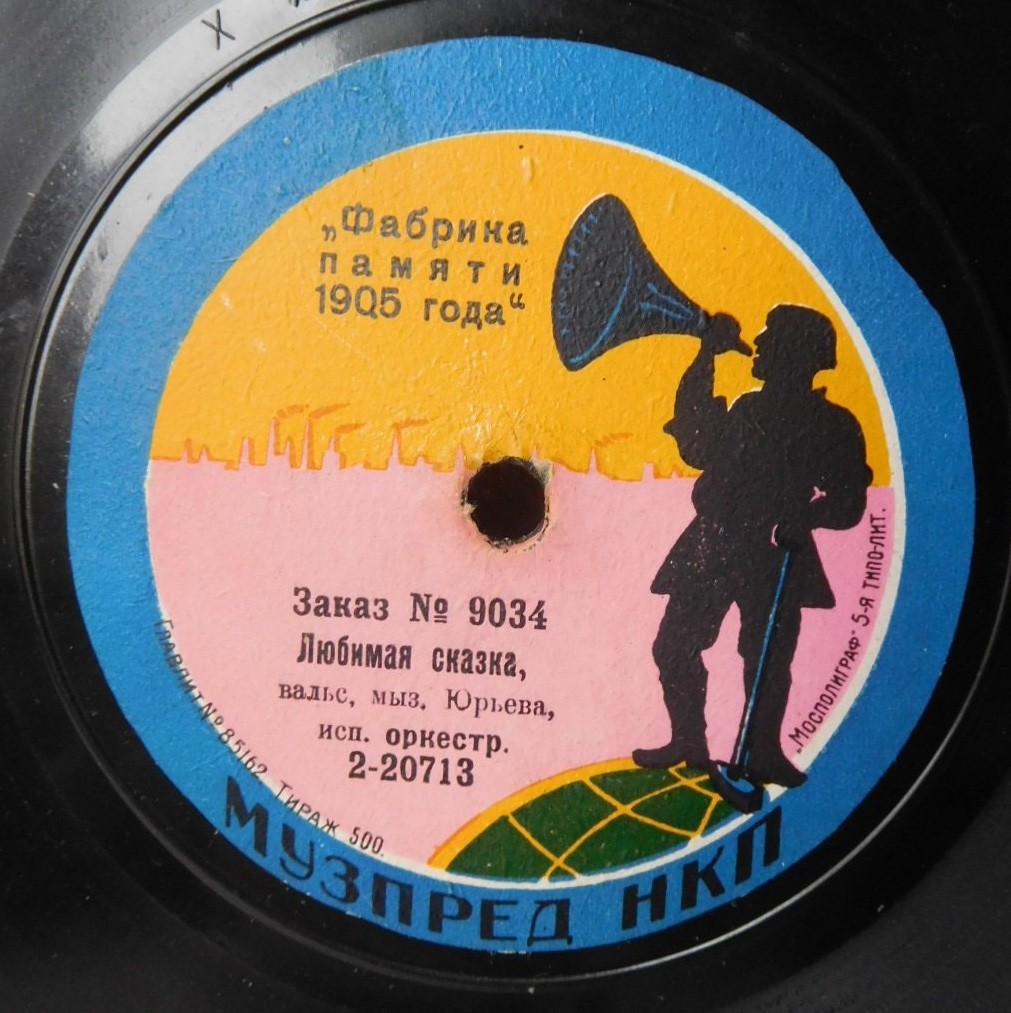 „Фабрика
памяти
1905 года“
Заказ № 9034
Любимая сказка,
вальс, мыз. Юрьева,
исп. оркестр.
2-20713
Главлит № 85162 Тираж 500.
„Мосполиграф“ 5-я типо-лит.
МУЗПРЕД НКП